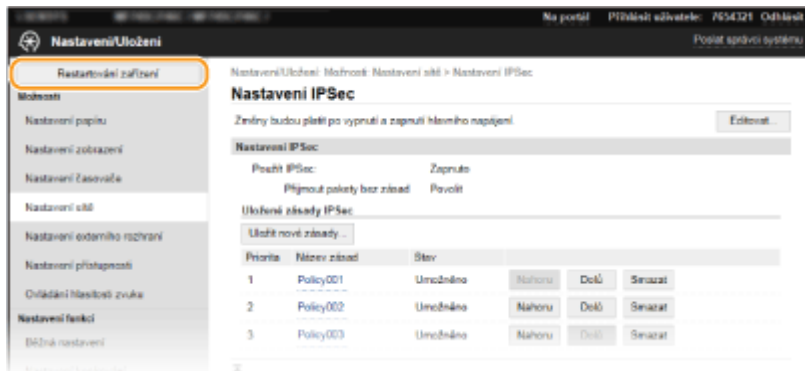 Na portál Přihlásit uživatele: 7654321 Odhlásit
Nastavení/Uložení
Poslat správci systému
Restartování zařízení
Nastavení/Uložení: Možnosti: Nastavení sítě > Nastavení IPSec
Možnosti
Nastavení IPSec
Nastavení papíru
Změny budou platit po vypnutí a zapnutí hlavního napájení.
Editovat...
Nastavení zobrazení
Nastavení IPSec
Nastavení časovače
Použít IPSec: Zapnuto
Přijmout pakety bez zásad Povolit
Nastavení sítě
Uložené zásady IPSec
Nastavení externího rozhraní
Uložit nové zásady...
Nastavení přístupnosti
Priorita Název zásad Stav
Ovládání hlasitosti zvuku
1 Policy001 Umožněno Nahoru Dolů Smazat
Nastavení funkcí
2 Policy002 Umožněno Nahoru Dolů Smazat
Běžná nastavení
3 Policy003 Umožněno Nahoru Dolů Smazat